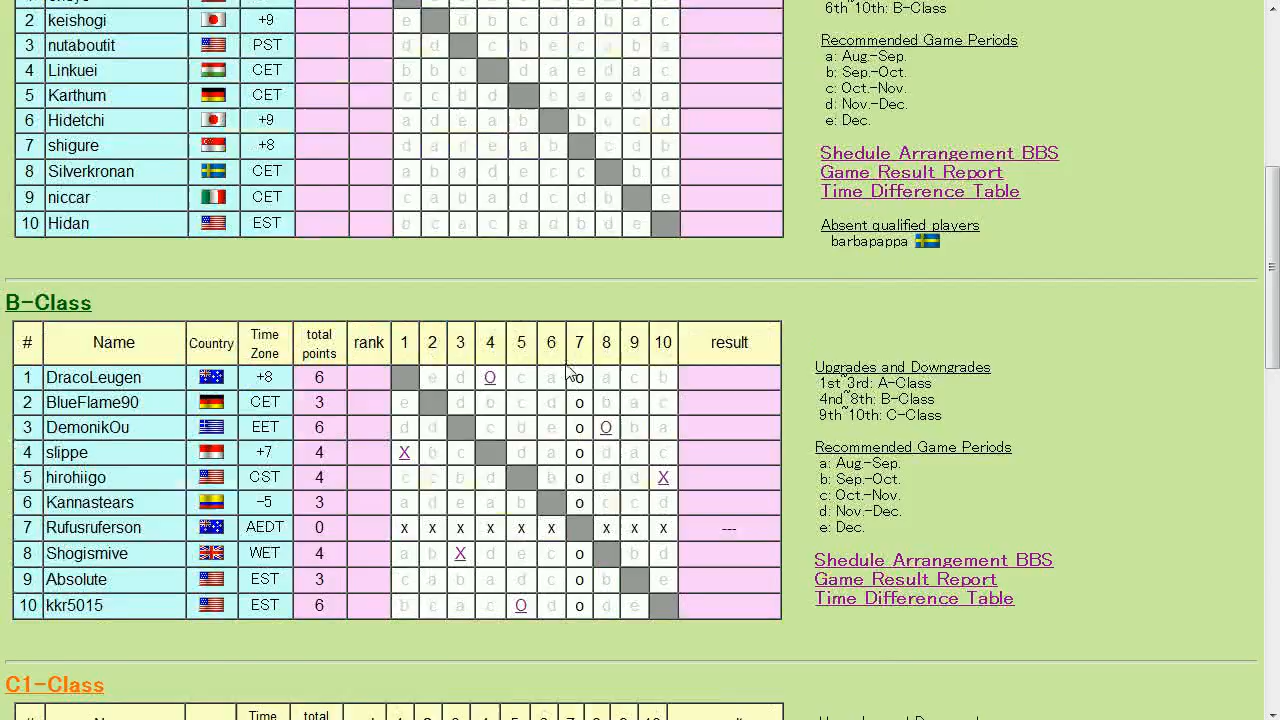 2 keishogi +9 e d b c d a b a c
3 nutaboutit PST d d c b e c a b a
4 Linkuei CET b b c d a e d a c
5 Karthum CET c c b d b a a d a
6 Hidetchi +9 a d e a b b c c d
7 shigure +8 d a e a b c d b
8 Silverkronan CET a b a d e c c b d
9 niccar CET c a b a d c d b e
10 Hidan EST b c a c a d b d e
6th~10th: B-Class
Recommended Game Periods
a: Aug.-Sep.
b: Sep.-Oct.
c: Oct.-Nov.
d: Nov.-Dec.
e: Dec.
Shedule Arrangement BBS
Game Result Report
Time Difference Table
Absent qualified players
barbapappa
B-Class
# Name Country Time Zone total points rank 1 2 3 4 5 6 7 8 9 10 result
1 DracoLeugen +8 6 e d O c a o a c b
2 BlueFlame90 CET 3 e d c c d o b a c
3 DemonikOu EET 6 d d c b e o O b a
4 slippe +7 4 X b c d a o d a c
5 hirohiigo CST 4 c c b d b o d d X
6 Kannastears -5 3 a d e a b o c c d
7 Rufusruferson AEDT 0 x x x x x x x x x ---
8 Shogismive WET 4 a b X d e c o b d
9 Absolute EST 3 c a b a d c o b e
10 kkr5015 EST 6 b c a c O d o d e
Upgrades and Downgrades
1st~3rd: A-Class
4nd~8th: B-Class
9th~10th: C-Class
Recommended Game Periods
a: Aug.-Sep.
b: Sep.-Oct.
c: Oct.-Nov.
d: Nov.-Dec.
e: Dec.
Shedule Arrangement BBS
Game Result Report
Time Difference Table
C1-Class
Time
total